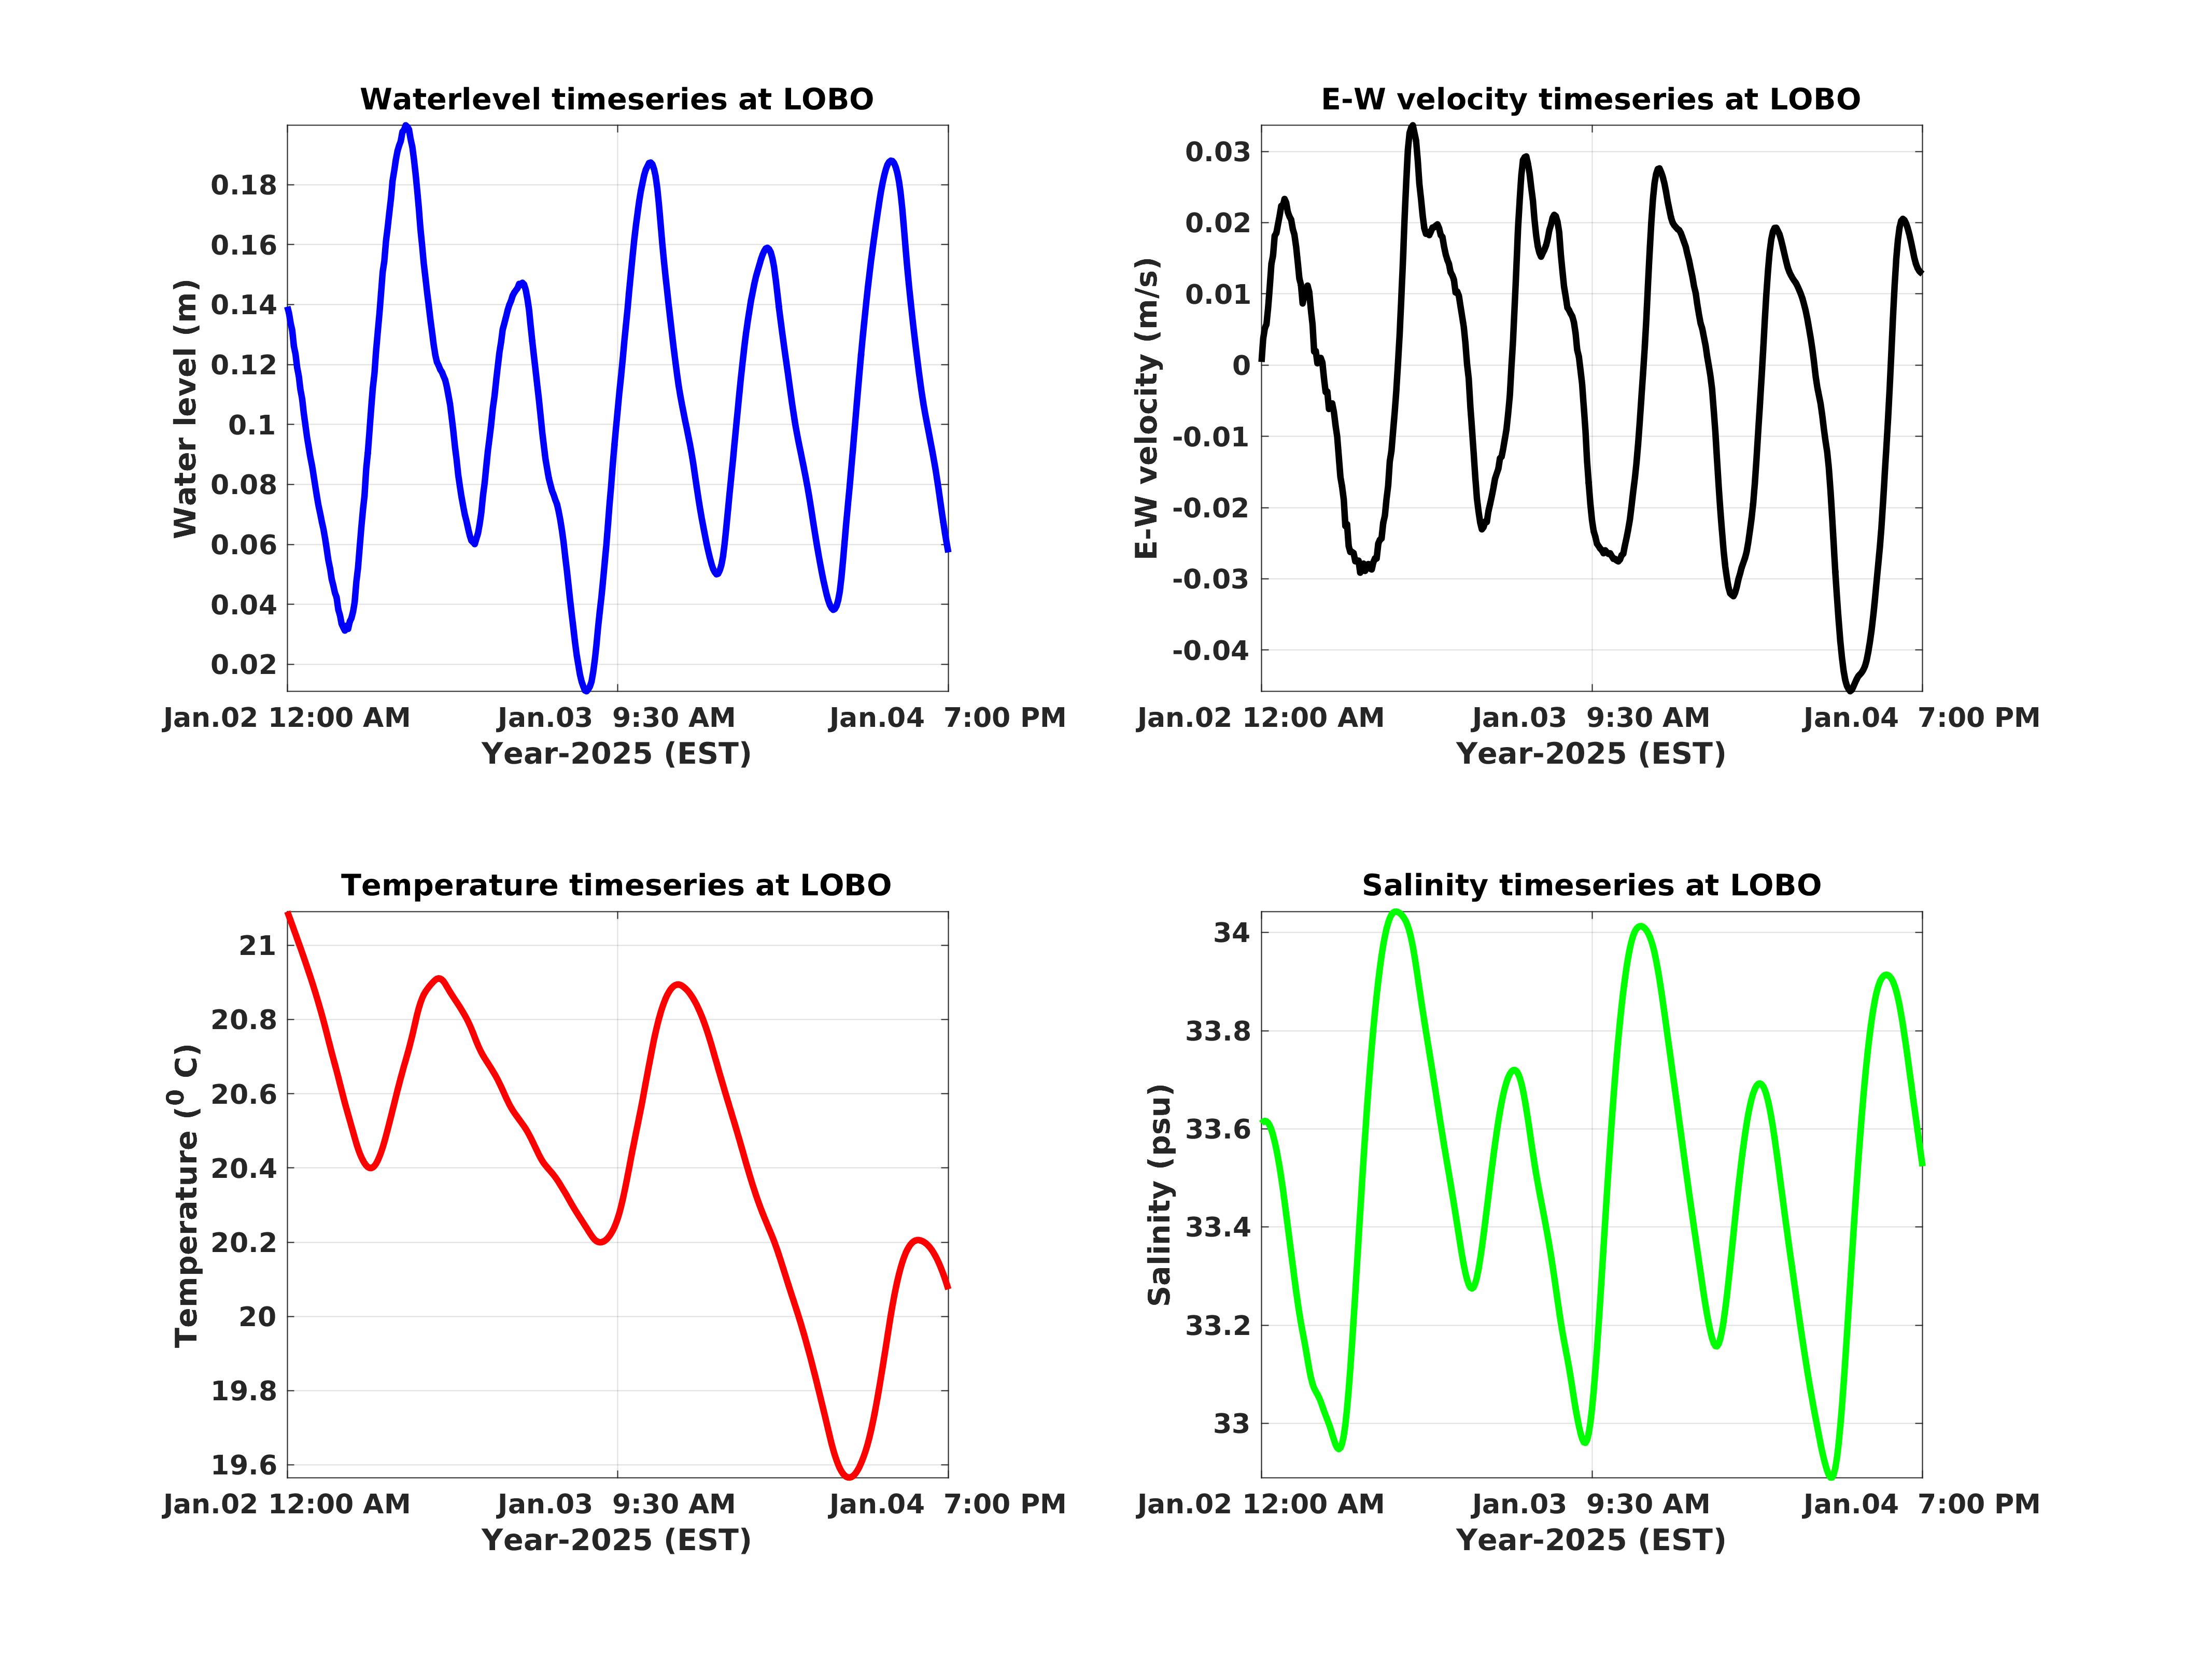 Waterlevel timeseries at LOBO
Water level (m)
0.18
0.16
0.14
0.12
0.1
0.08
0.06
0.04
0.02
Jan.02 12:00 AM Jan.03  9:30 AM Jan.04  7:00 PM
Year-2025 (EST)
E-W velocity timeseries at LOBO
E-W velocity (m/s)
0.03
0.02
0.01
0
-0.01
-0.02
-0.03
-0.04
Jan.02 12:00 AM Jan.03  9:30 AM Jan.04  7:00 PM
Year-2025 (EST)
Temperature timeseries at LOBO
Temperature (⁰ C)
21
20.8
20.6
20.4
20.2
20
19.8
19.6
Jan.02 12:00 AM Jan.03  9:30 AM Jan.04  7:00 PM
Year-2025 (EST)
Salinity timeseries at LOBO
Salinity (psu)
34
33.8
33.6
33.4
33.2
33
Jan.02 12:00 AM Jan.03  9:30 AM Jan.04  7:00 PM
Year-2025 (EST)